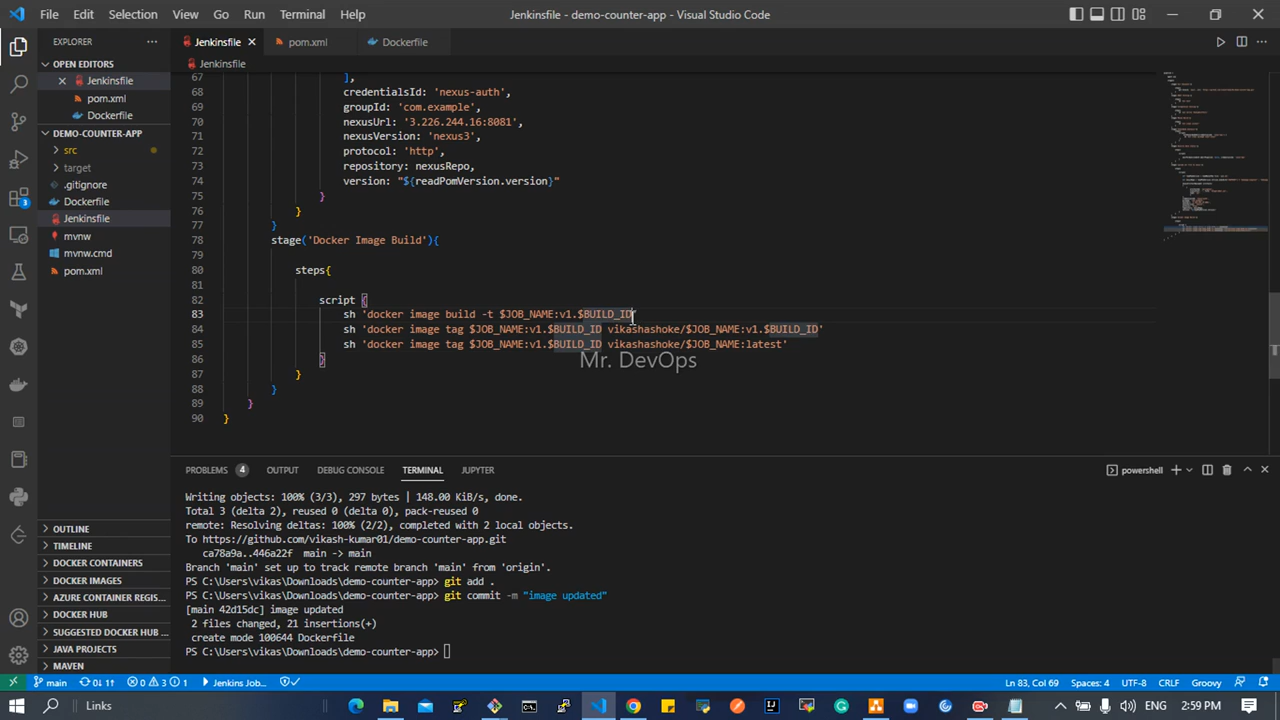 File Edit Selection View Go Run Terminal Help
Jenkinsfile - demo-counter-app - Visual Studio Code
EXPLORER
OPEN EDITORS
Jenkinsfile
pom.xml
Dockerfile
DEMO-COUNTER-APP
src
target
.gitignore
Dockerfile
Jenkinsfile
mvnw
mvnw.cmd
pom.xml
OUTLINE
TIMELINE
DOCKER CONTAINERS
DOCKER IMAGES
AZURE CONTAINER REGIS...
DOCKER HUB
SUGGESTED DOCKER HUB ...
JAVA PROJECTS
MAVEN
3
Jenkinsfile pom.xml Dockerfile
Jenkinsfile
67 ],
68 credentialsId: 'nexus-auth',
69 groupId: 'com.example',
70 nexusUrl: '3.226.244.16:8081',
71 nexusVersion: 'nexus3',
72 protocol: 'http',
73 repository: nexusRepo,
74 version: "${readPomVersion.version}"
75 )
76 }
77 }
78 stage('Docker Image Build'){
79
80 steps{
81
82 script {
83 sh 'docker image build -t $JOB_NAME:v1.$BUILD_ID'
84 sh 'docker image tag $JOB_NAME:v1.$BUILD_ID vikashashoke/$JOB_NAME:v1.$BUILD_ID'
85 sh 'docker image tag $JOB_NAME:v1.$BUILD_ID vikashashoke/$JOB_NAME:latest'
86 }
87 }
88 }
89 }
90 }
Mr. DevOps
PROBLEMS 4 OUTPUT DEBUG CONSOLE TERMINAL JUPYTER
powershell
Writing objects: 100% (3/3), 297 bytes | 148.00 KiB/s, done.
Total 3 (delta 2), reused 0 (delta 0), pack-reused 0
remote: Resolving deltas: 100% (2/2), completed with 2 local objects.
To https://github.com/vikash-kumar01/demo-counter-app.git
ca78a9a..446a22f main -> main
Branch 'main' set up to track remote branch 'main' from 'origin'.
PS C:\Users\vikas\Downloads\demo-counter-app> git add .
PS C:\Users\vikas\Downloads\demo-counter-app> git commit -m "image updated"
[main 42d15dc] image updated
2 files changed, 21 insertions(+)
create mode 100644 Dockerfile
PS C:\Users\vikas\Downloads\demo-counter-app>
main 0↓ 1↑ 0 3 1 Jenkins Job...
Ln 83, Col 69 Spaces: 4 UTF-8 CRLF Groovy
Links
ENG 2:59 PM